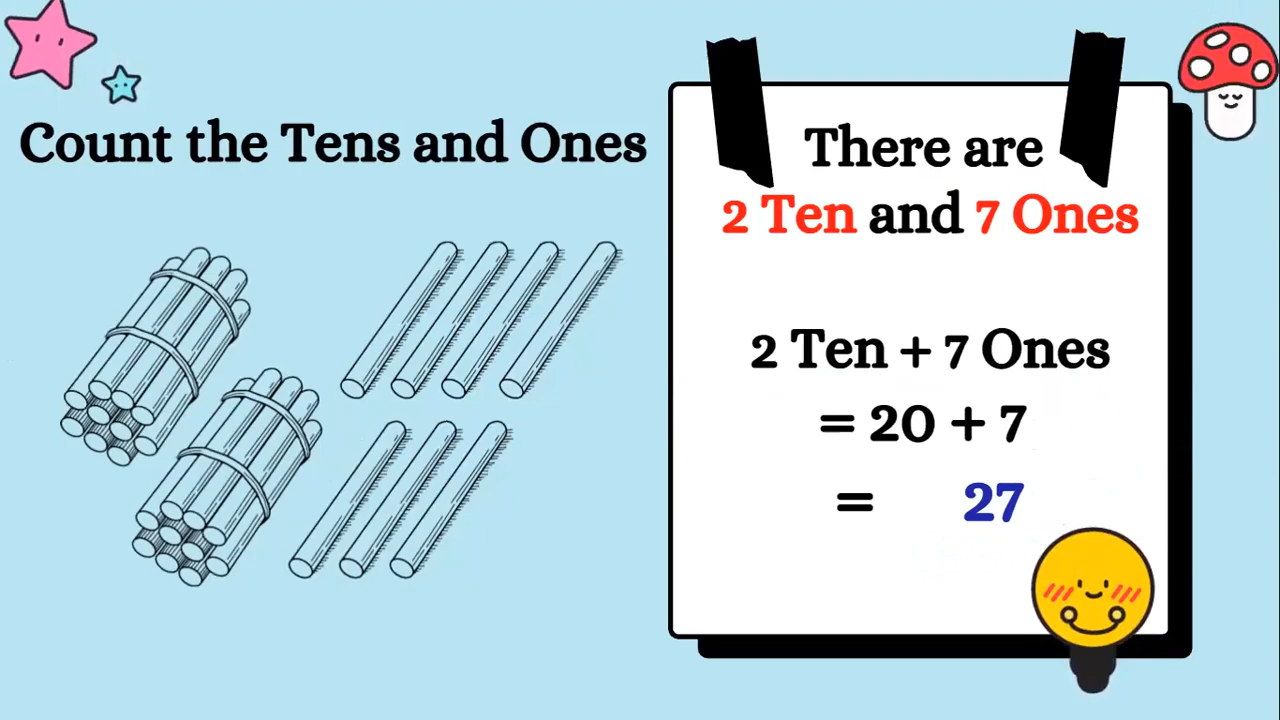 Count the Tens and Ones
There are
2 Ten and 7 Ones
2 Ten + 7 Ones
= 20 + 7
= 27